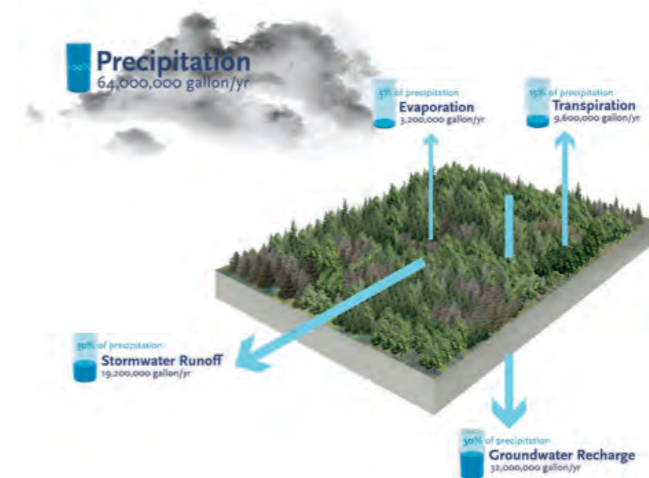 100%
Precipitation
64,000,000 gallon/yr
5% of precipitation
Evaporation
3,200,000 gallon/yr
15% of precipitation
Transpiration
9,600,000 gallon/yr
30% of precipitation
Stormwater Runoff
19,200,000 gallon/yr
50% of precipitation
Groundwater Recharge
32,000,000 gallon/yr